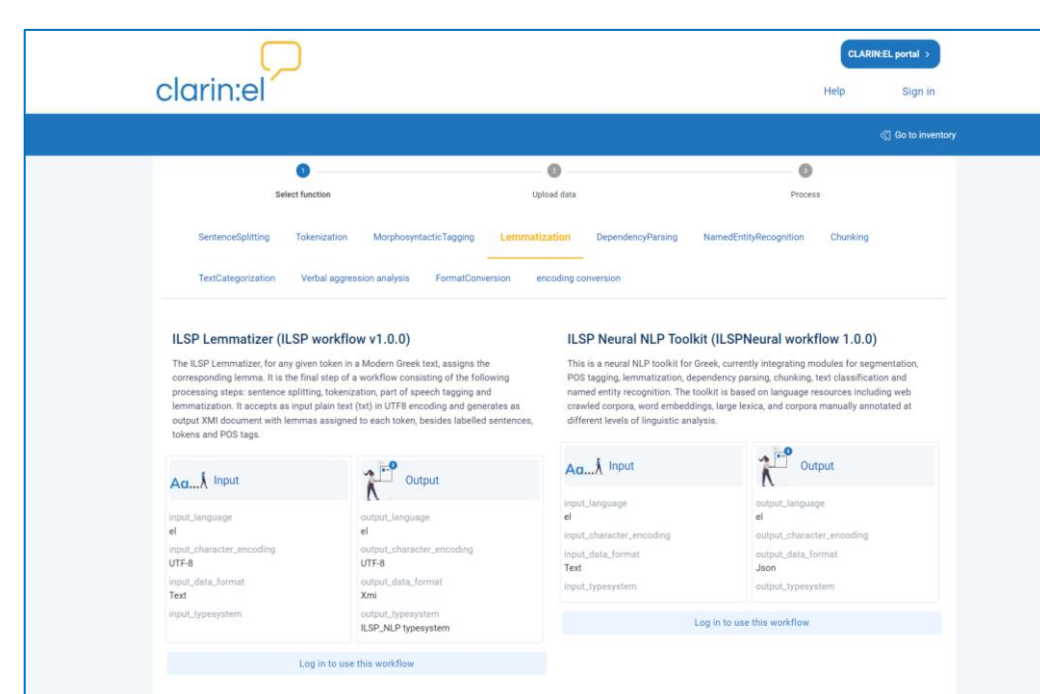 clarin:el
CLARIN:EL portal >
Help Sign in
Go to inventory
1 2 3
Select function Upload data Process
SentenceSplitting Tokenization MorphosyntacticTagging Lemmatization DependencyParsing NamedEntityRecognition Chunking
TextCategorization Verbal aggression analysis FormatConversion encoding conversion
ILSP Lemmatizer (ILSP workflow v1.0.0)
The ILSP Lemmatizer, for any given token in a Modern Greek text, assigns the
corresponding lemma. It is the final step of a workflow consisting of the following
processing steps: sentence splitting, tokenization, part of speech tagging and
lemmatization. It accepts as input plain text (txt) in UTF8 encoding and generates as
output XMI document with lemmas assigned to each token, besides labelled sentences,
tokens and POS tags.
Aα... Input
input_language
el
input_character_encoding
UTF-8
input_data_format
Text
input_typesystem
Output
output_language
el
output_character_encoding
UTF-8
output_data_format
Xmi
output_typesystem
ILSP_NLP typesystem
Log in to use this workflow
ILSP Neural NLP Toolkit (ILSPNeural workflow 1.0.0)
This is a neural NLP toolkit for Greek, currently integrating modules for segmentation,
POS tagging, lemmatization, dependency parsing, chunking, text classification and
named entity recognition. The toolkit is based on language resources including web
crawled corpora, word embeddings, large lexica, and corpora manually annotated at
different levels of linguistic analysis.
Aα... Input
input_language
el
input_character_encoding
input_data_format
Text
input_typesystem
Output
output_language
el
output_character_encoding
output_data_format
Json
output_typesystem
Log in to use this workflow